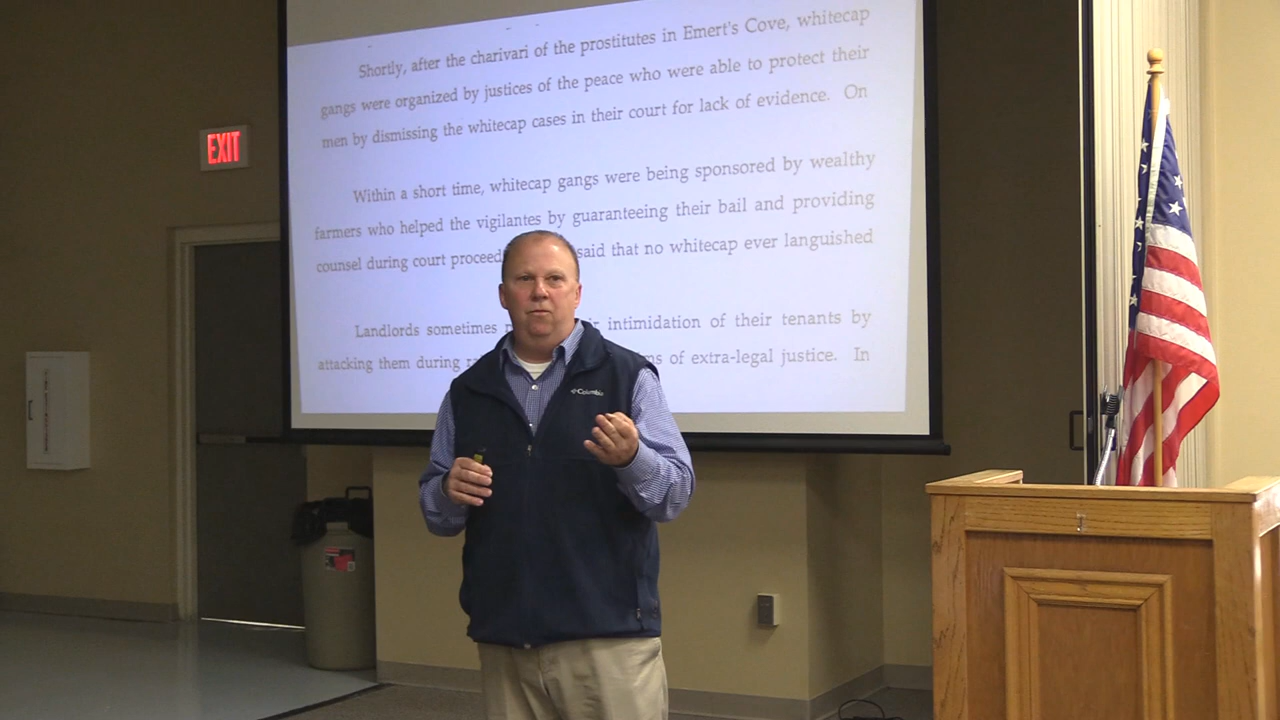 Shortly, after the charivari of the prostitutes in Emert's Cove, whitecap
gangs were organized by justices of the peace who were able to protect their
men by dismissing the whitecap cases in their court for lack of evidence. On
Within a short time, whitecap gangs were being sponsored by wealthy
farmers who helped the vigilantes by guaranteeing their bail and providing
counsel during court proceed said that no whitecap ever languished
Landlords sometimes intimidation of their tenants by
attacking them during of extra-legal justice. In
EXIT
Columbia